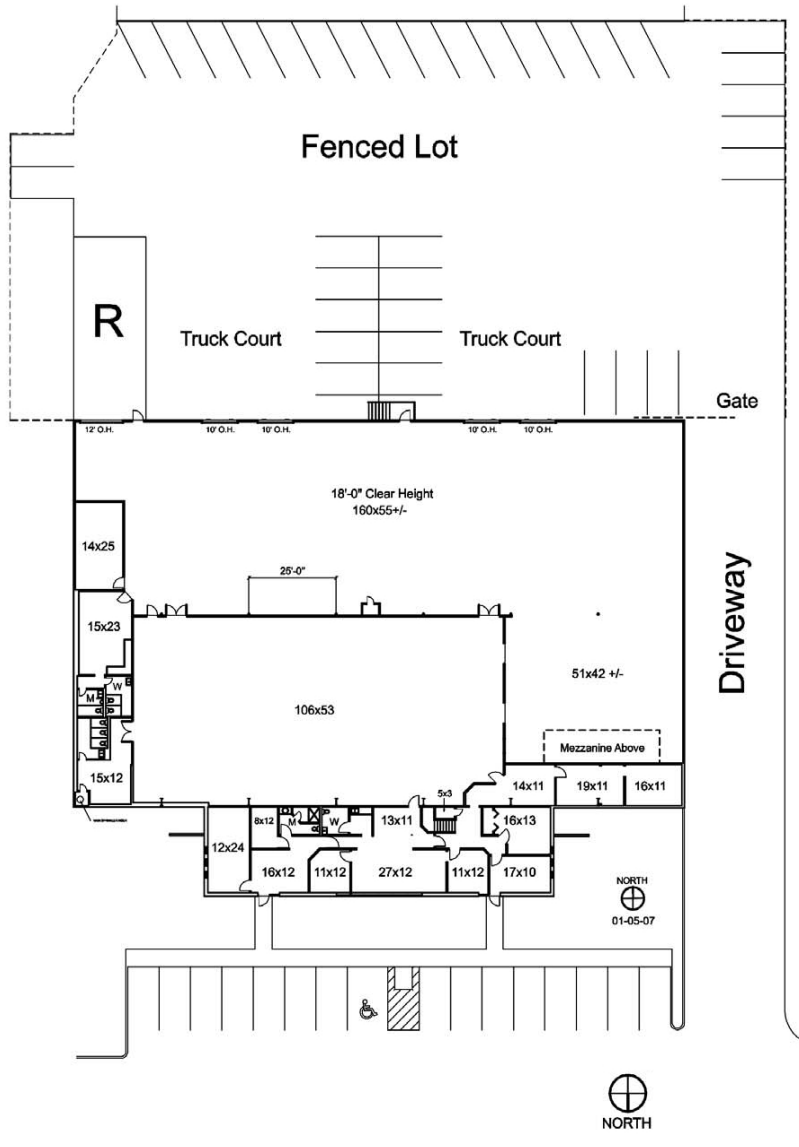 Fenced Lot
R
Truck Court
Truck Court
Gate
12' O.H.
10' O.H.
10' O.H.
10' O.H.
10' O.H.
18'-0" Clear Height
160x55+/-
14x25
25'-0"
15x23
Driveway
51x42 +/-
W
M
106x53
Mezzanine Above
15x12
14x11
19x11
16x11
5x3
8x12
M
W
13x11
16x13
12x24
16x12
11x12
27x12
11x12
17x10
NORTH
01-05-07
NORTH